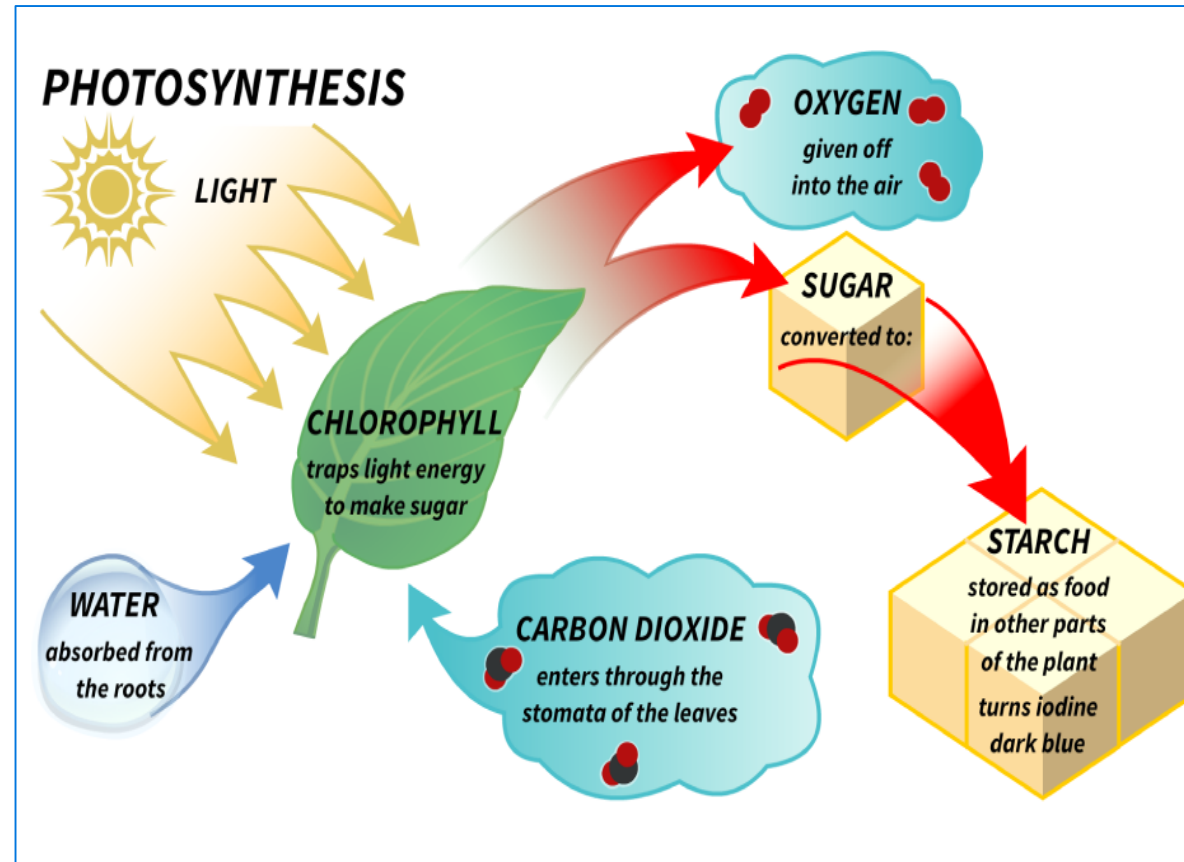 PHOTOSYNTHESIS
LIGHT
OXYGEN
given off
into the air
SUGAR
converted to:
CHLOROPHYLL
traps light energy
to make sugar
WATER
absorbed from
the roots
CARBON DIOXIDE
enters through the
stomata of the leaves
STARCH
stored as food
in other parts
of the plant
turns iodine
dark blue